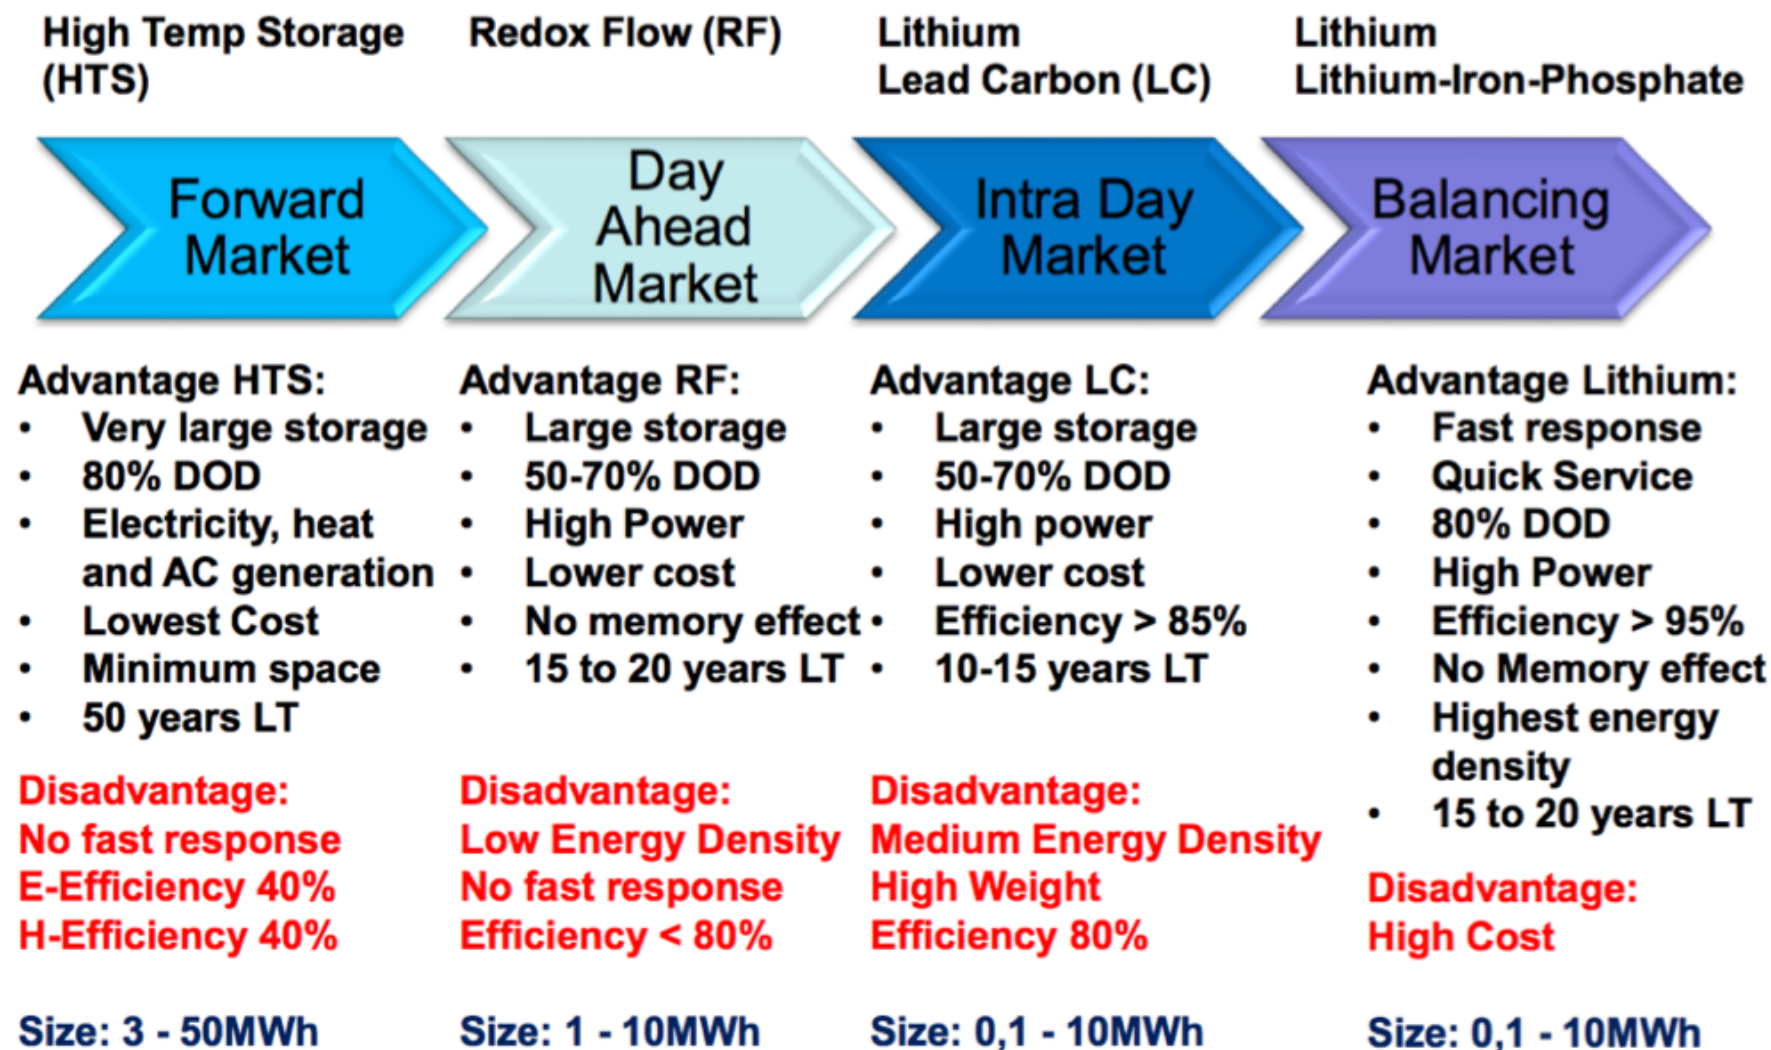 High Temp Storage
(HTS)
Redox Flow (RF)
Lithium
Lead Carbon (LC)
Lithium
Lithium-Iron-Phosphate
Forward
Market
Day
Ahead
Market
Intra Day
Market
Balancing
Market
Advantage HTS:
• Very large storage
• 80% DOD
• Electricity, heat
and AC generation
• Lowest Cost
• Minimum space
• 50 years LT
Disadvantage:
No fast response
E-Efficiency 40%
H-Efficiency 40%
Size: 3 - 50MWh
Advantage RF:
• Large storage
• 50-70% DOD
• High Power
• Lower cost
• No memory effect
• 15 to 20 years LT
Disadvantage:
Low Energy Density
No fast response
Efficiency < 80%
Size: 1 - 10MWh
Advantage LC:
• Large storage
• 50-70% DOD
• High power
• Lower cost
• Efficiency > 85%
• 10-15 years LT
Disadvantage:
Medium Energy Density
High Weight
Efficiency 80%
Size: 0,1 - 10MWh
Advantage Lithium:
• Fast response
• Quick Service
• 80% DOD
• High Power
• Efficiency > 95%
• No Memory effect
• Highest energy
density
• 15 to 20 years LT
Disadvantage:
High Cost
Size: 0,1 - 10MWh